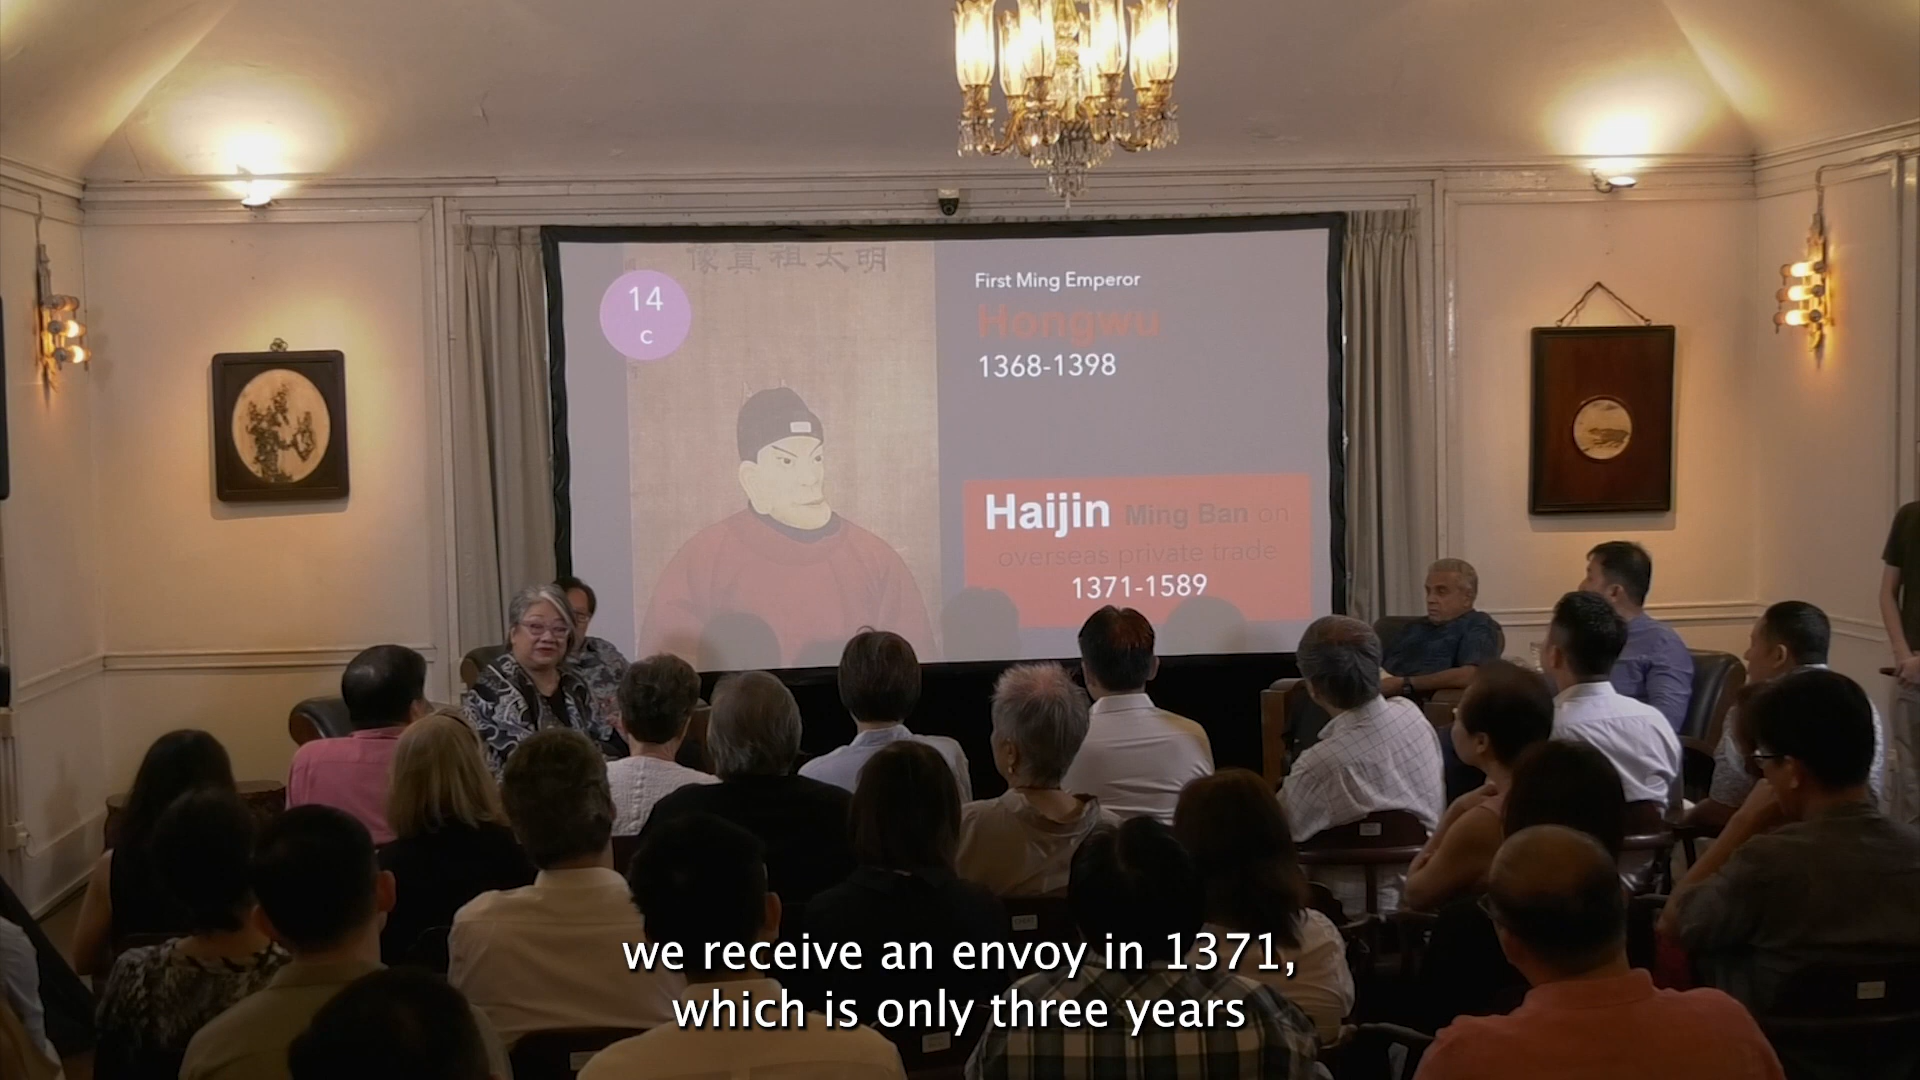 像眞祖太明
14
c
First Ming Emperor
Hongwu
1368-1398
Haijin Ming Ban on
overseas private trade
1371-1589
we receive an envoy in 1371,
which is only three years